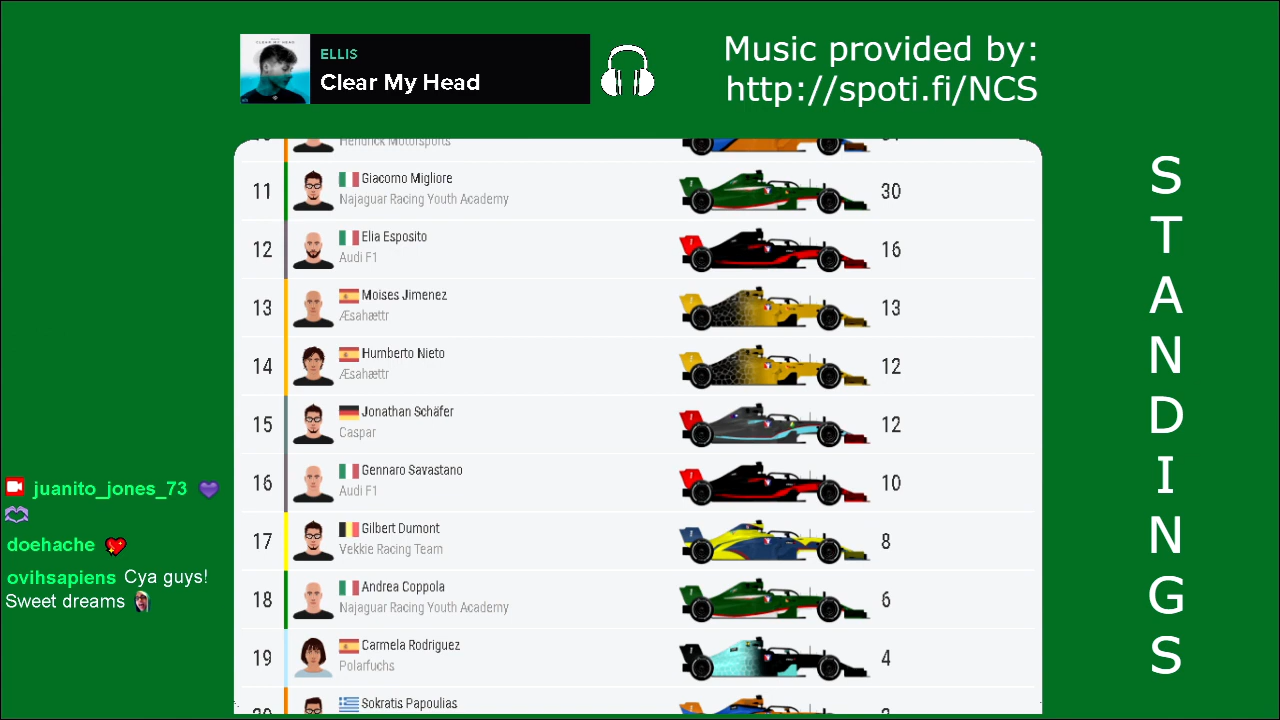 ELLIS
Clear My Head
Music provided by:
http://spoti.fi/NCS
Hendrick Motorsports
11 Giacomo Migliore 30
Najaguar Racing Youth Academy
12 Elia Esposito 16
Audi F1
13 Moises Jimenez 13
Æsahættr
14 Humberto Nieto 12
Æsahættr
15 Jonathan Schäfer 12
Caspar
16 Gennaro Savastano 10
Audi F1
17 Gilbert Dumont 8
Vekkie Racing Team
18 Andrea Coppola 6
Najaguar Racing Youth Academy
19 Carmela Rodriguez 4
Polarfuchs
Sokratis Papoulias
STANDINGS
juanito_jones_73
doehache
ovihsapiens Cya guys!
Sweet dreams